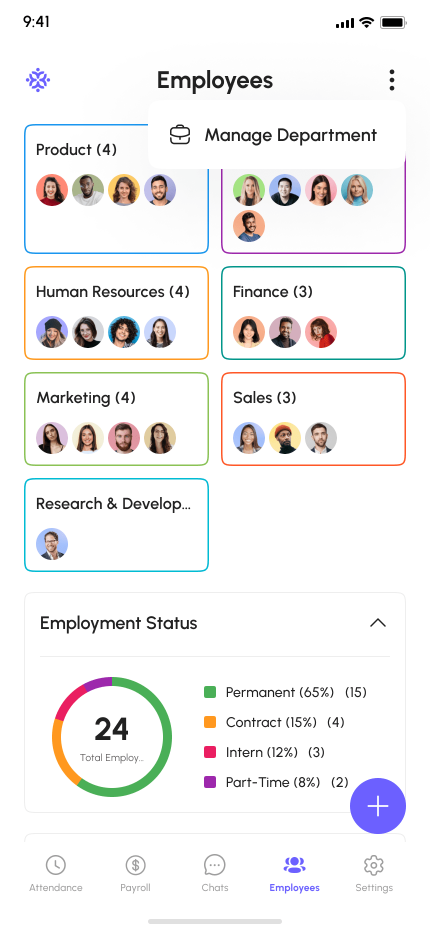 9:41
Employees
Manage Department
Product (4)
Human Resources (4)
Finance (3)
Marketing (4)
Sales (3)
Research & Develop...
Employment Status
24
Total Employ..
Permanent (65%) (15)
Contract (15%) (4)
Intern (12%) (3)
Part-Time (8%) (2)
Attendance
Payroll
Chats
Employees
Settings